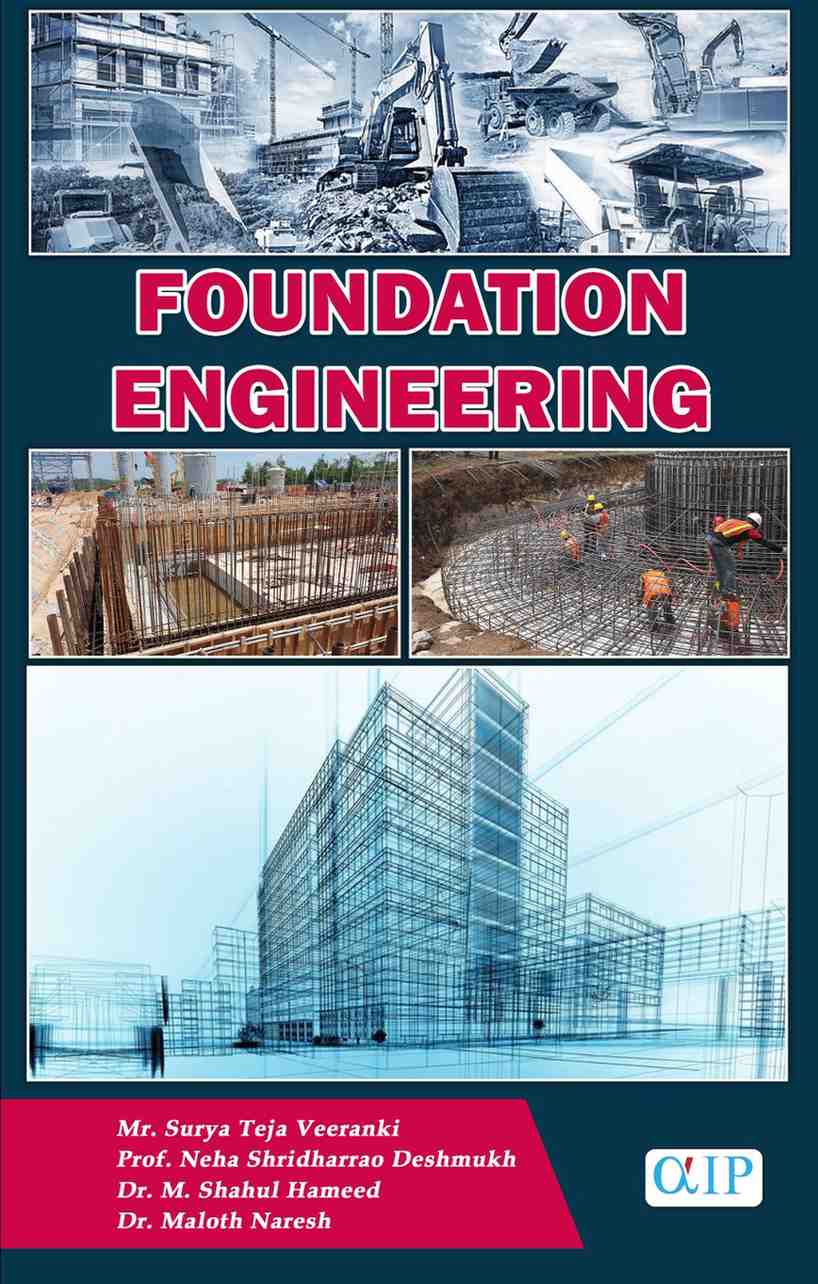 FOUNDATION
ENGINEERING
Mr. Surya Teja Veeranki
Prof. Neha Shridharrao Deshmukh
Dr. M. Shahul Hameed
Dr. Maloth Naresh
αIP